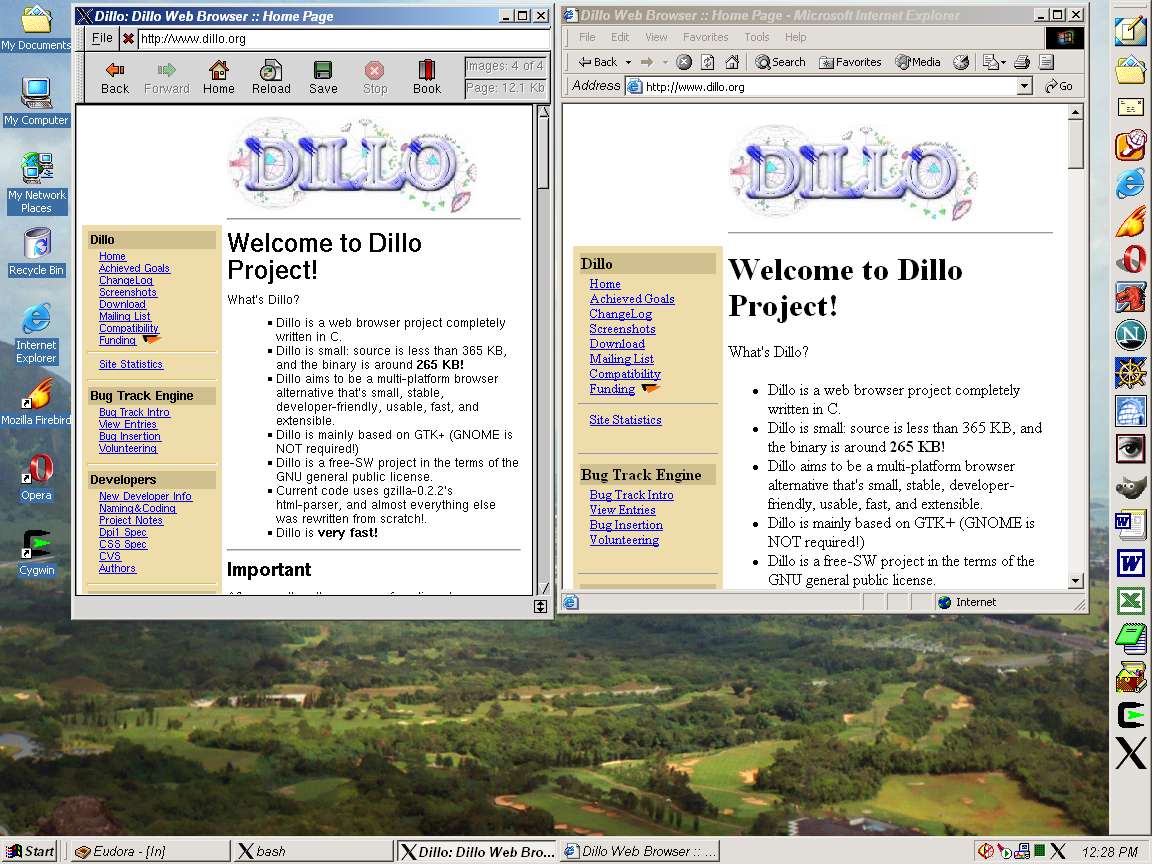 My Documents
My Computer
My Network
Places
Recycle Bin
Internet
Explorer
Mozilla Firebird
Opera
Cygwin
Dillo: Dillo Web Browser :: Home Page
File
http://www.dillo.org
Back
Forward
Home
Reload
Save
Stop
Book
Images: 4 of 4
Page: 12.1 Kb
DILLO
Dillo
Home
Achieved Goals
ChangeLog
Screenshots
Download
Mailing List
Compatibility
Funding
Site Statistics
Bug Track Engine
Bug Track Intro
View Entries
Bug Insertion
Volunteering
Developers
New Developer Info
Naming&Coding
Project Notes
Dpi1 Spec
CSS Spec
CVS
Authors
Welcome to Dillo
Project!
What's Dillo?
Dillo is a web browser project completely
written in C.
Dillo is small: source is less than 365 KB,
and the binary is around 265 KB!
Dillo aims to be a multi-platform browser
alternative that's small, stable,
developer-friendly, usable, fast, and
extensible.
Dillo is mainly based on GTK+ (GNOME is
NOT required!)
Dillo is a free-SW project in the terms of the
GNU general public license.
Current code uses gzilla-0.2.2's
html-parser, and almost everything else
was rewritten from scratch!.
Dillo is very fast!
Important
Dillo Web Browser :: Home Page - Microsoft Internet Explorer
File Edit View Favorites Tools Help
Back Search Favorites Media
Address http://www.dillo.org Go
DILLO
Dillo
Home
Achieved Goals
ChangeLog
Screenshots
Download
Mailing List
Compatibility
Funding
Site Statistics
Bug Track Engine
Bug Track Intro
View Entries
Bug Insertion
Volunteering
Welcome to Dillo
Project!
What's Dillo?
Dillo is a web browser project completely
written in C.
Dillo is small: source is less than 365 KB, and
the binary is around 265 KB!
Dillo aims to be a multi-platform browser
alternative that's small, stable, developer-
friendly, usable, fast, and extensible.
Dillo is mainly based on GTK+ (GNOME is
NOT required!)
Dillo is a free-SW project in the terms of the
GNU general public license.
Internet
Start
Eudora - [In]
bash
Dillo: Dillo Web Bro...
Dillo Web Browser :: ...
12:28 PM